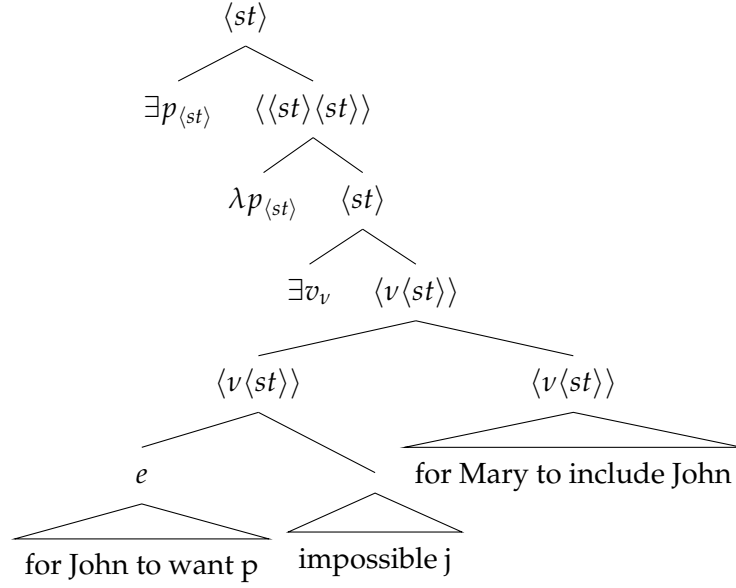 ⟨st⟩
∃p⟨st⟩ ⟨⟨st⟩⟨st⟩⟩
λp⟨st⟩ ⟨st⟩
∃vν ⟨ν⟨st⟩⟩
⟨ν⟨st⟩⟩ ⟨ν⟨st⟩⟩
e for Mary to include John
for John to want p impossible j